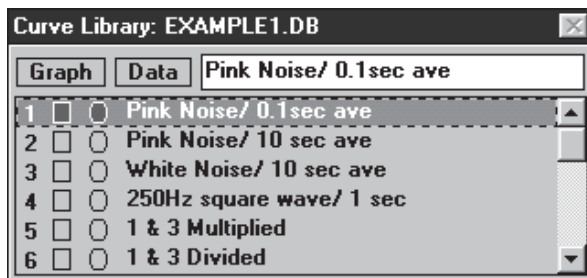 Curve Library: EXAMPLE1.DB
Graph Data Pink Noise/ 0.1sec ave
1 Pink Noise/ 0.1sec ave
2 Pink Noise/ 10 sec ave
3 White Noise/ 10 sec ave
4 250Hz square wave/ 1 sec
5 1 & 3 Multiplied
6 1 & 3 Divided